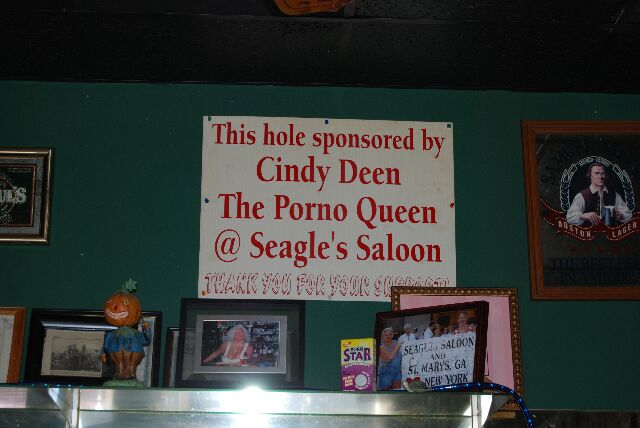 This hole sponsored by
Cindy Deen
The Porno Queen
@ Seagle's Saloon
THANK YOU FOR YOUR SUPPORT!
BOSTON LAGER
STAR
SEAGLE'S SALOON
AND
ST. MARYS, GA
NEW YORK